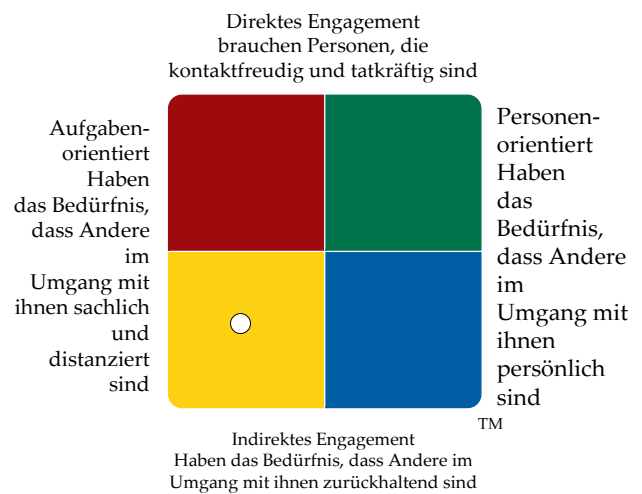 Direktes Engagement
brauchen Personen, die
kontaktfreudig und tatkräftig sind
Aufgaben-
orientiert
Haben
das Bedürfnis,
dass Andere
im
Umgang mit
ihnen sachlich
und
distanziert
sind
Personen-
orientiert
Haben
das
Bedürfnis,
dass Andere
im
Umgang mit
ihnen
persönlich
sind
TM
Indirektes Engagement
Haben das Bedürfnis, dass Andere im
Umgang mit ihnen zurückhaltend sind